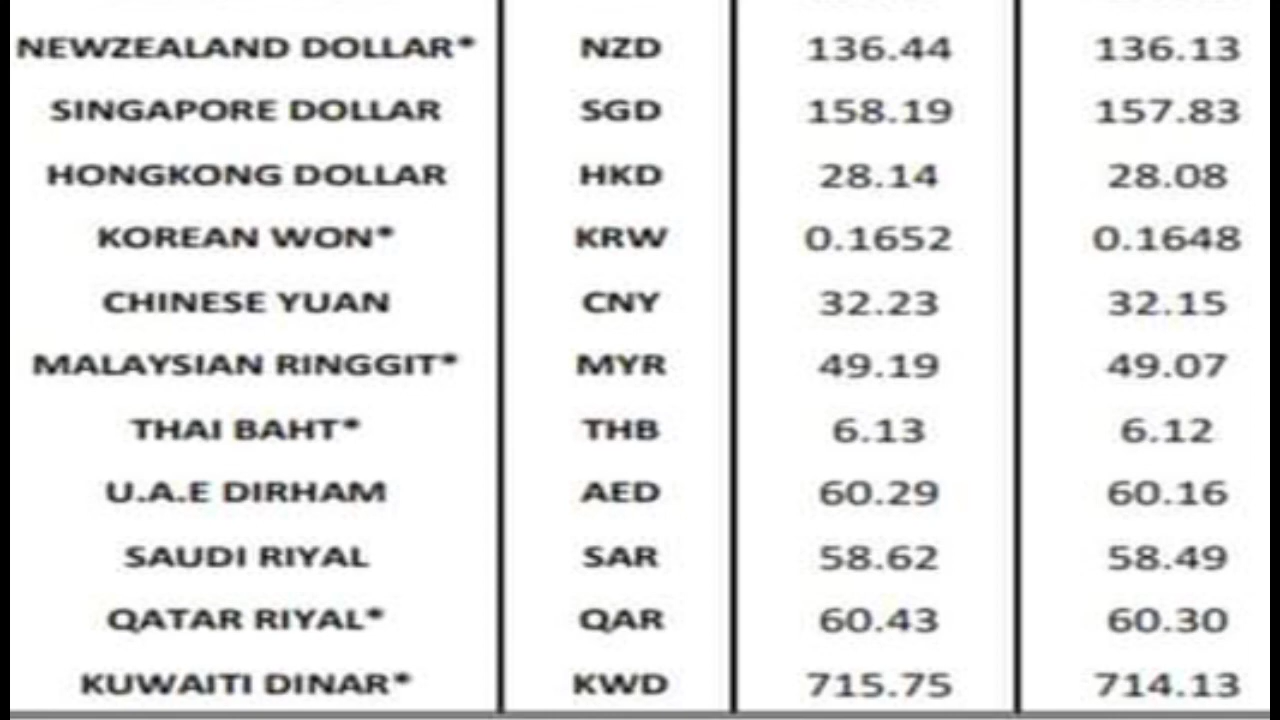 NEWZEALAND DOLLAR* NZD 136.44 136.13
SINGAPORE DOLLAR SGD 158.19 157.83
HONGKONG DOLLAR HKD 28.14 28.08
KOREAN WON* KRW 0.1652 0.1648
CHINESE YUAN CNY 32.23 32.15
MALAYSIAN RINGGIT* MYR 49.19 49.07
THAI BAHT* THB 6.13 6.12
U.A.E DIRHAM AED 60.29 60.16
SAUDI RIYAL SAR 58.62 58.49
QATAR RIYAL* QAR 60.43 60.30
KUWAITI DINAR* KWD 715.75 714.13